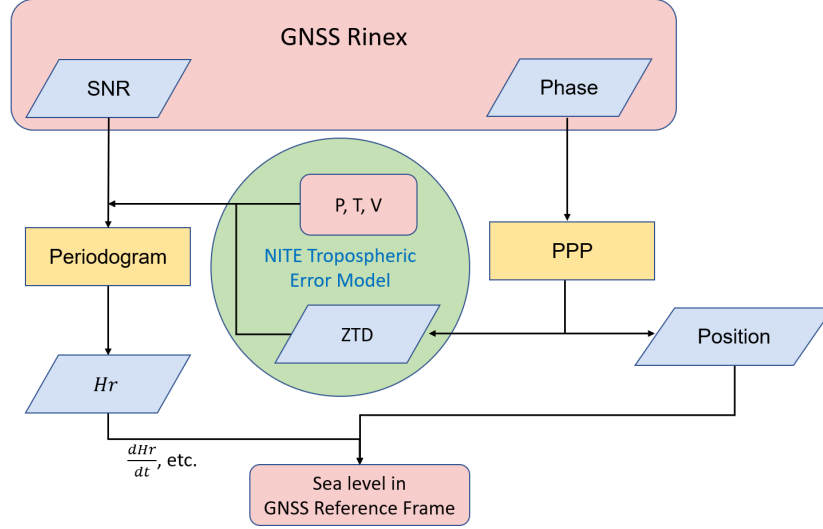 GNSS Rinex
SNR
Phase
P, T, V
Periodogram
NITE Tropospheric
Error Model
PPP
ZTD
Position
Hr
dHr/dt, etc.
Sea level in
GNSS Reference Frame